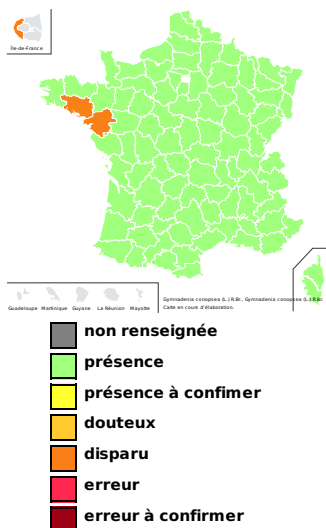 Île-de-France
Guadeloupe Martinique Guyane La Réunion Mayotte
Gymnadenia conopsea (L.) R.Br., Gymnadenia conopsea (L.) R.Br.
Carte en cours d'élaboration.
non renseignée
présence
présence à confimer
douteux
disparu
erreur
erreur à confirmer